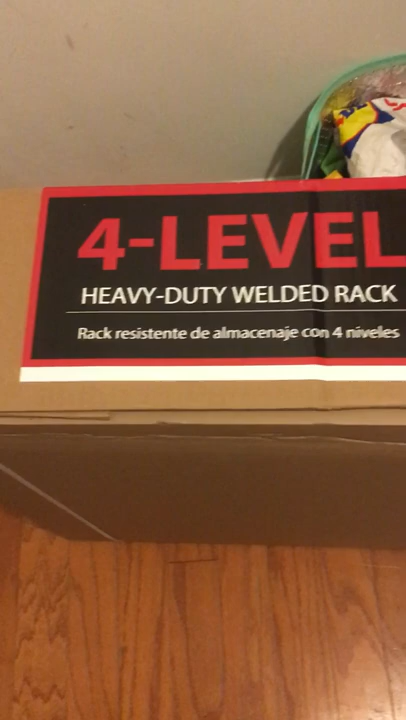 4-LEVEL
HEAVY-DUTY WELDED RACK
Rack resistente de almacenaje con 4 niveles